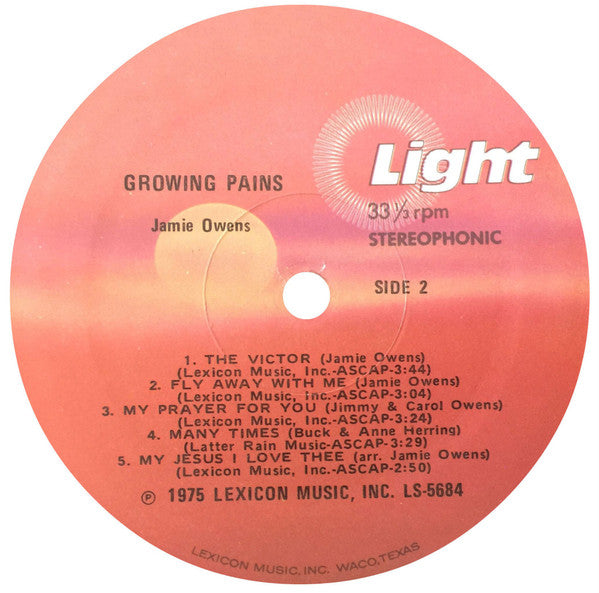 Light
GROWING PAINS
Jamie Owens
33 ⅓ rpm
STEREOPHONIC
SIDE 2
1. THE VICTOR (Jamie Owens)
(Lexicon Music, Inc.-ASCAP-3:44)
2. FLY AWAY WITH ME (Jamie Owens)
(Lexicon Music, Inc.-ASCAP-3:04)
3. MY PRAYER FOR YOU (Jimmy & Carol Owens)
(Lexicon Music, Inc.-ASCAP-3:24)
4. MANY TIMES (Buck & Anne Herring)
(Latter Rain Music-ASCAP-3:29)
5. MY JESUS I LOVE THEE (arr. Jamie Owens)
(Lexicon Music, Inc.-ASCAP-2:50)
℗ 1975 LEXICON MUSIC, INC. LS-5684
LEXICON MUSIC, INC. WACO, TEXAS